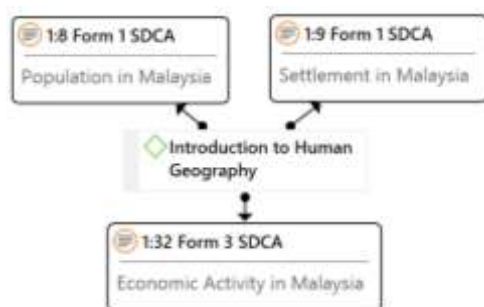 1:8 Form 1 SDCA
Population in Malaysia
1:9 Form 1 SDCA
Settlement in Malaysia
Introduction to Human
Geography
1:32 Form 3 SDCA
Economic Activity in Malaysia